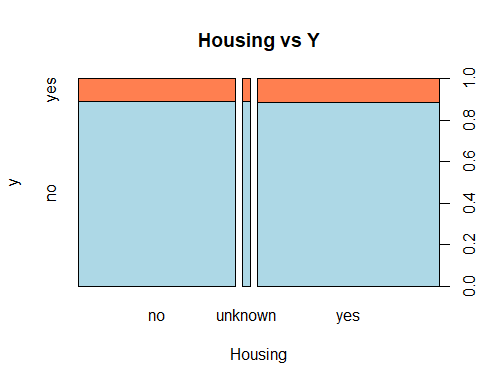 Housing vs Y
yes
no
y
1.0
0.8
0.6
0.4
0.2
0.0
no unknown yes
Housing